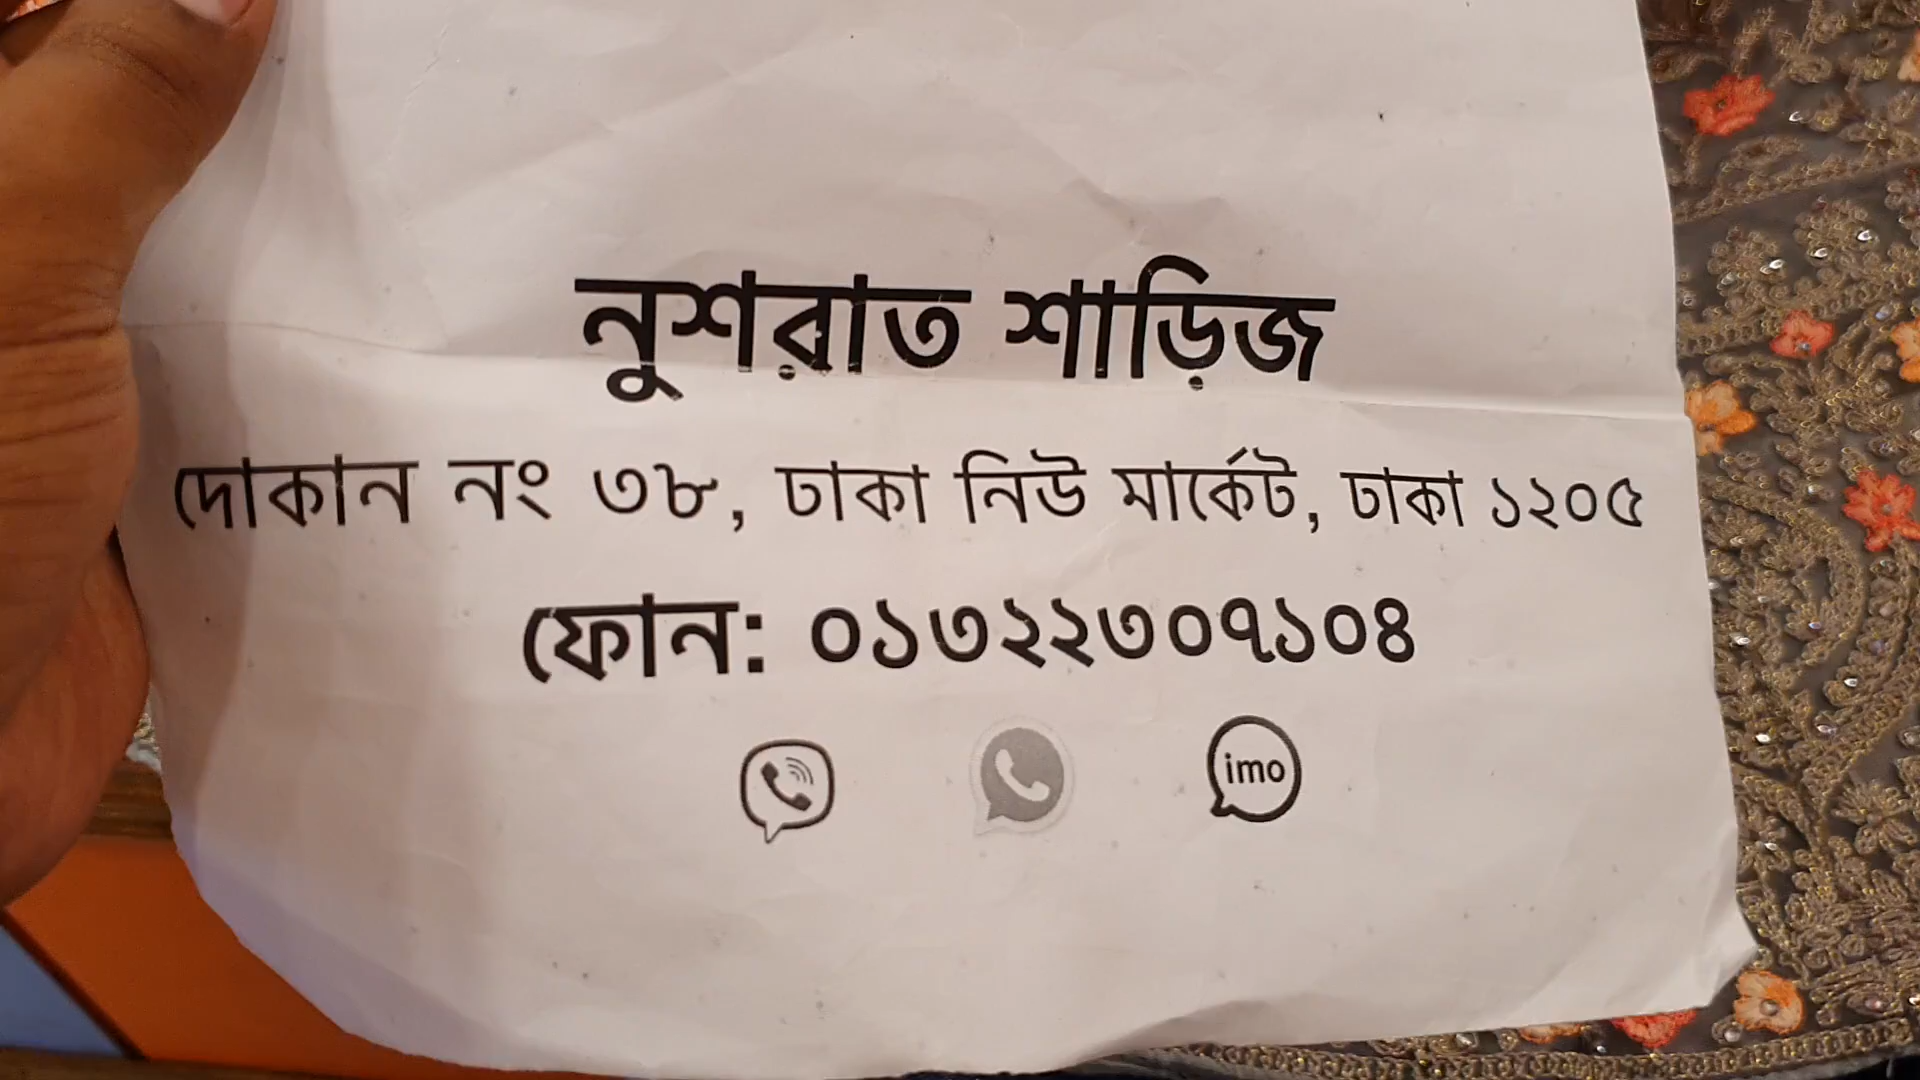 নুশরাত শাড়িজ
দোকান নং ৩৮, ঢাকা নিউ মার্কেট, ঢাকা ১২০৫
ফোন: ০১৩২২৩০৭১০৪
imo